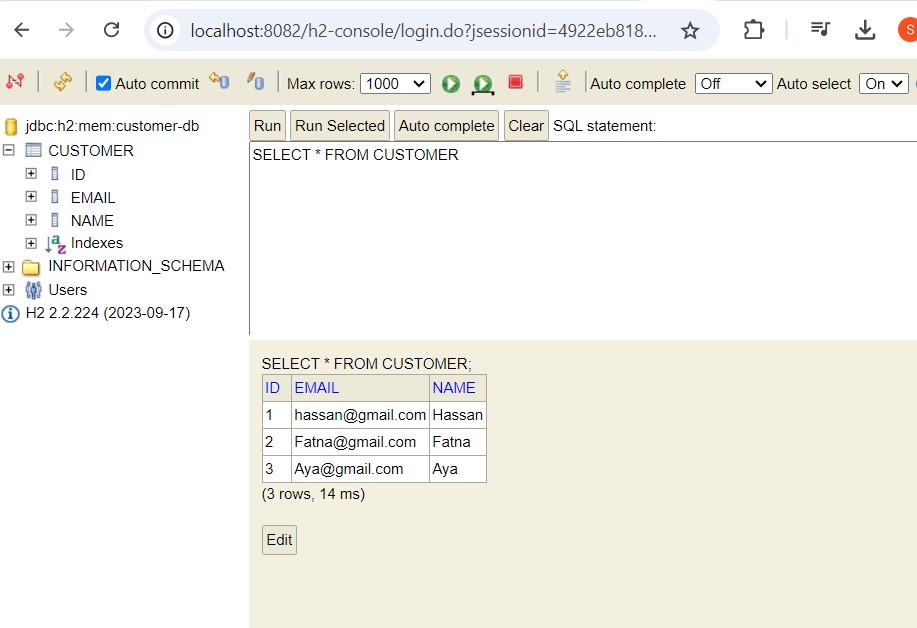 localhost:8082/h2-console/login.do?jsessionid=4922eb818...
S
Auto commit Max rows: 1000 Auto complete Off Auto select On
jdbc:h2:mem:customer-db
CUSTOMER
ID
EMAIL
NAME
Indexes
INFORMATION_SCHEMA
Users
H2 2.2.224 (2023-09-17)
Run Run Selected Auto complete Clear SQL statement:
SELECT * FROM CUSTOMER
SELECT * FROM CUSTOMER;
ID EMAIL NAME
1 hassan@gmail.com Hassan
2 Fatna@gmail.com Fatna
3 Aya@gmail.com Aya
(3 rows, 14 ms)
Edit